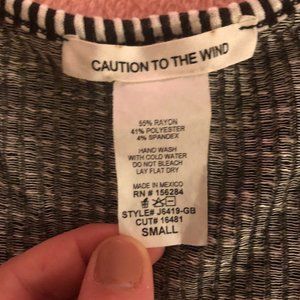 CAUTION TO THE WIND
55% RAYON
41% POLYESTER
4% SPANDEX
HAND WASH
WITH COLD WATER
DO NOT BLEACH
LAY FLAT DRY
MADE IN MEXICO
RN # 156284
STYLE# J6419-GB
CUT# 16481
SMALL